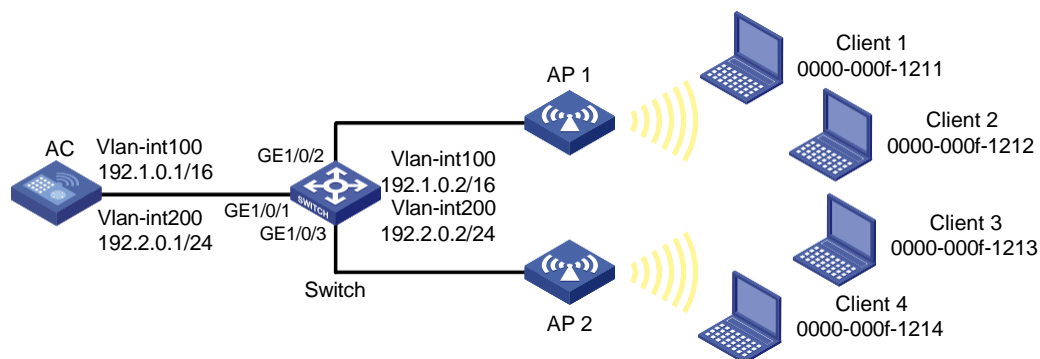 AC
Vlan-int100
192.1.0.1/16
Vlan-int200
192.2.0.1/24
GE1/0/2
GE1/0/1
GE1/0/3
SWITCH
Switch
Vlan-int100
192.1.0.2/16
Vlan-int200
192.2.0.2/24
AP 1
AP 2
Client 1
0000-000f-1211
Client 2
0000-000f-1212
Client 3
0000-000f-1213
Client 4
0000-000f-1214